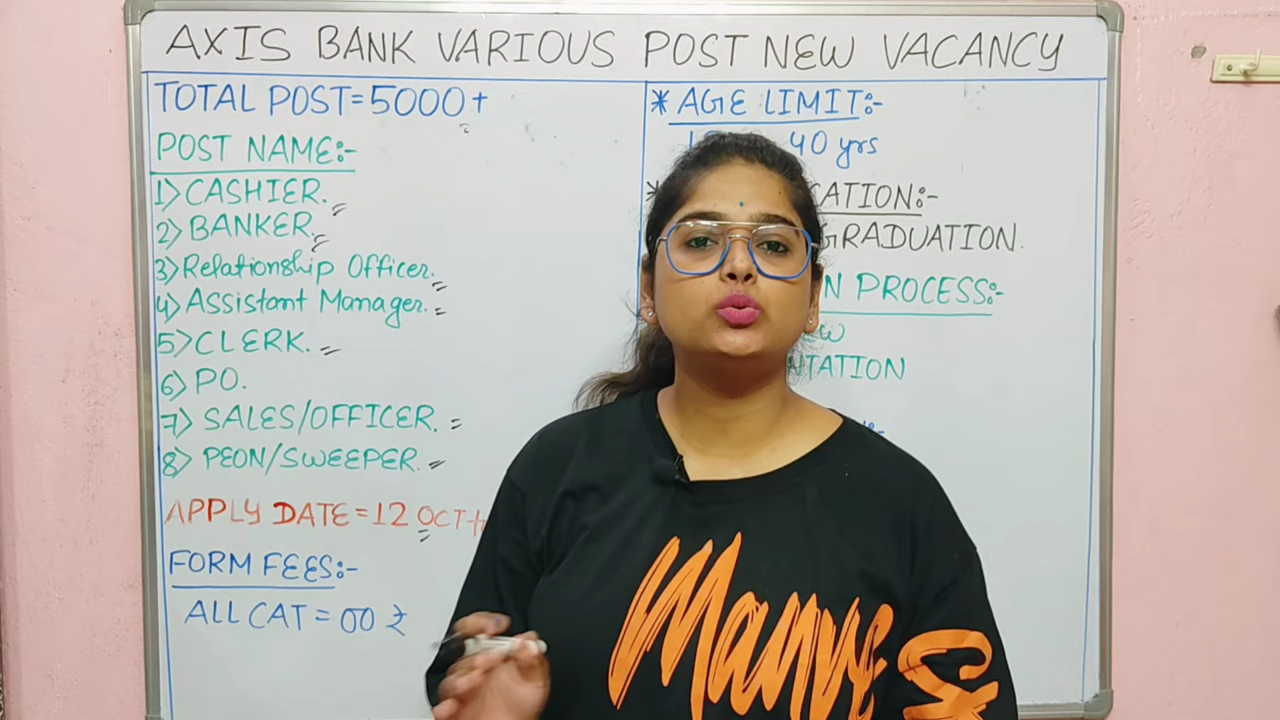 AXIS BANK VARIOUS POST NEW VACANCY
TOTAL POST=5000+
POST NAME:-
1) CASHIER.
2) BANKER.
3) Relationship Officer.
4) Assistant Manager.
5) CLERK.
6) PO.
7) SALES/OFFICER.
8) PEON/SWEEPER.
APPLY DATE=12 OCT
FORM FEES:-
ALL CAT = 00 ₹
* AGE LIMIT:-
40 yrs
GRADUATION.
PROCESS:-